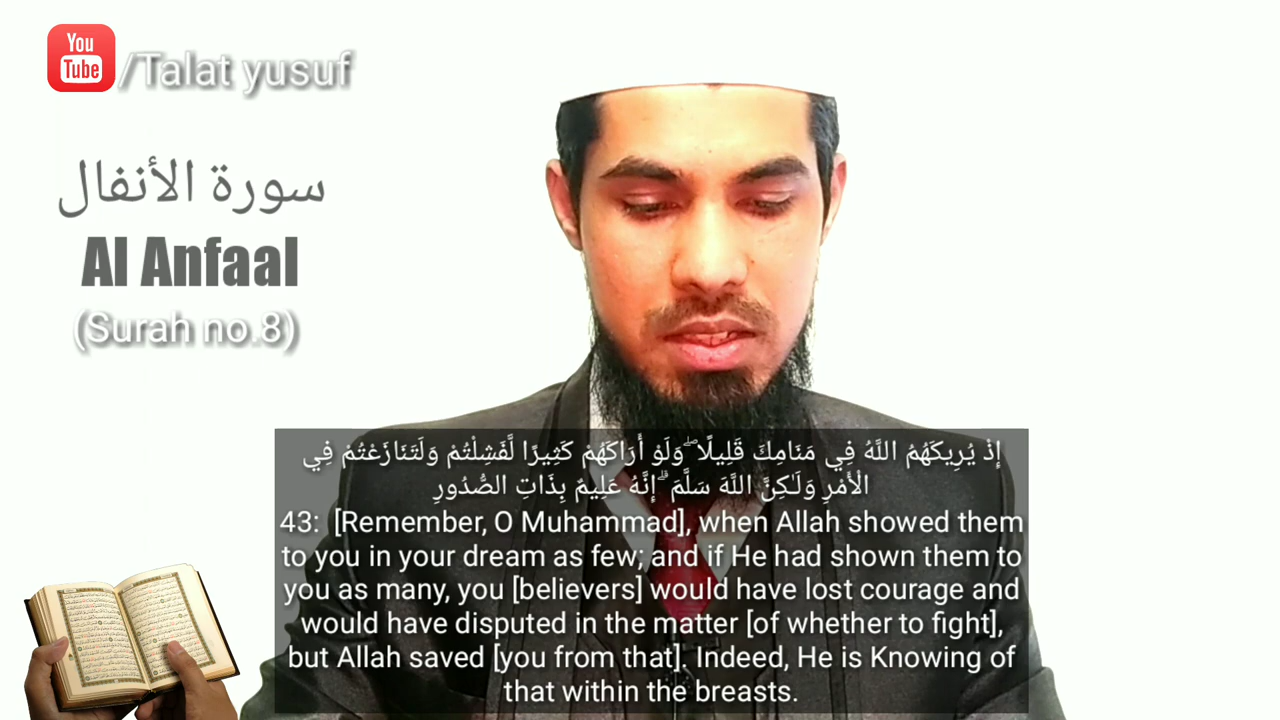 You
Tube
/Talat yusuf
سورة الأنفال
Al Anfaal
(Surah no.8)
إِذْ يُرِيكَهُمُ اللَّهُ فِي مَنَامِكَ قَلِيلًا ۖ وَلَوْ أَرَاكَهُمْ كَثِيرًا لَّفَشِلْتُمْ وَلَتَنَازَعْتُمْ فِي
الْأَمْرِ وَلَـٰكِنَّ اللَّهَ سَلَّمَ ۗ إِنَّهُ عَلِيمٌ بِذَاتِ الصُّدُورِ
43: [Remember, O Muhammad], when Allah showed them
to you in your dream as few; and if He had shown them to
you as many, you [believers] would have lost courage and
would have disputed in the matter [of whether to fight],
but Allah saved [you from that]. Indeed, He is Knowing of
that within the breasts.